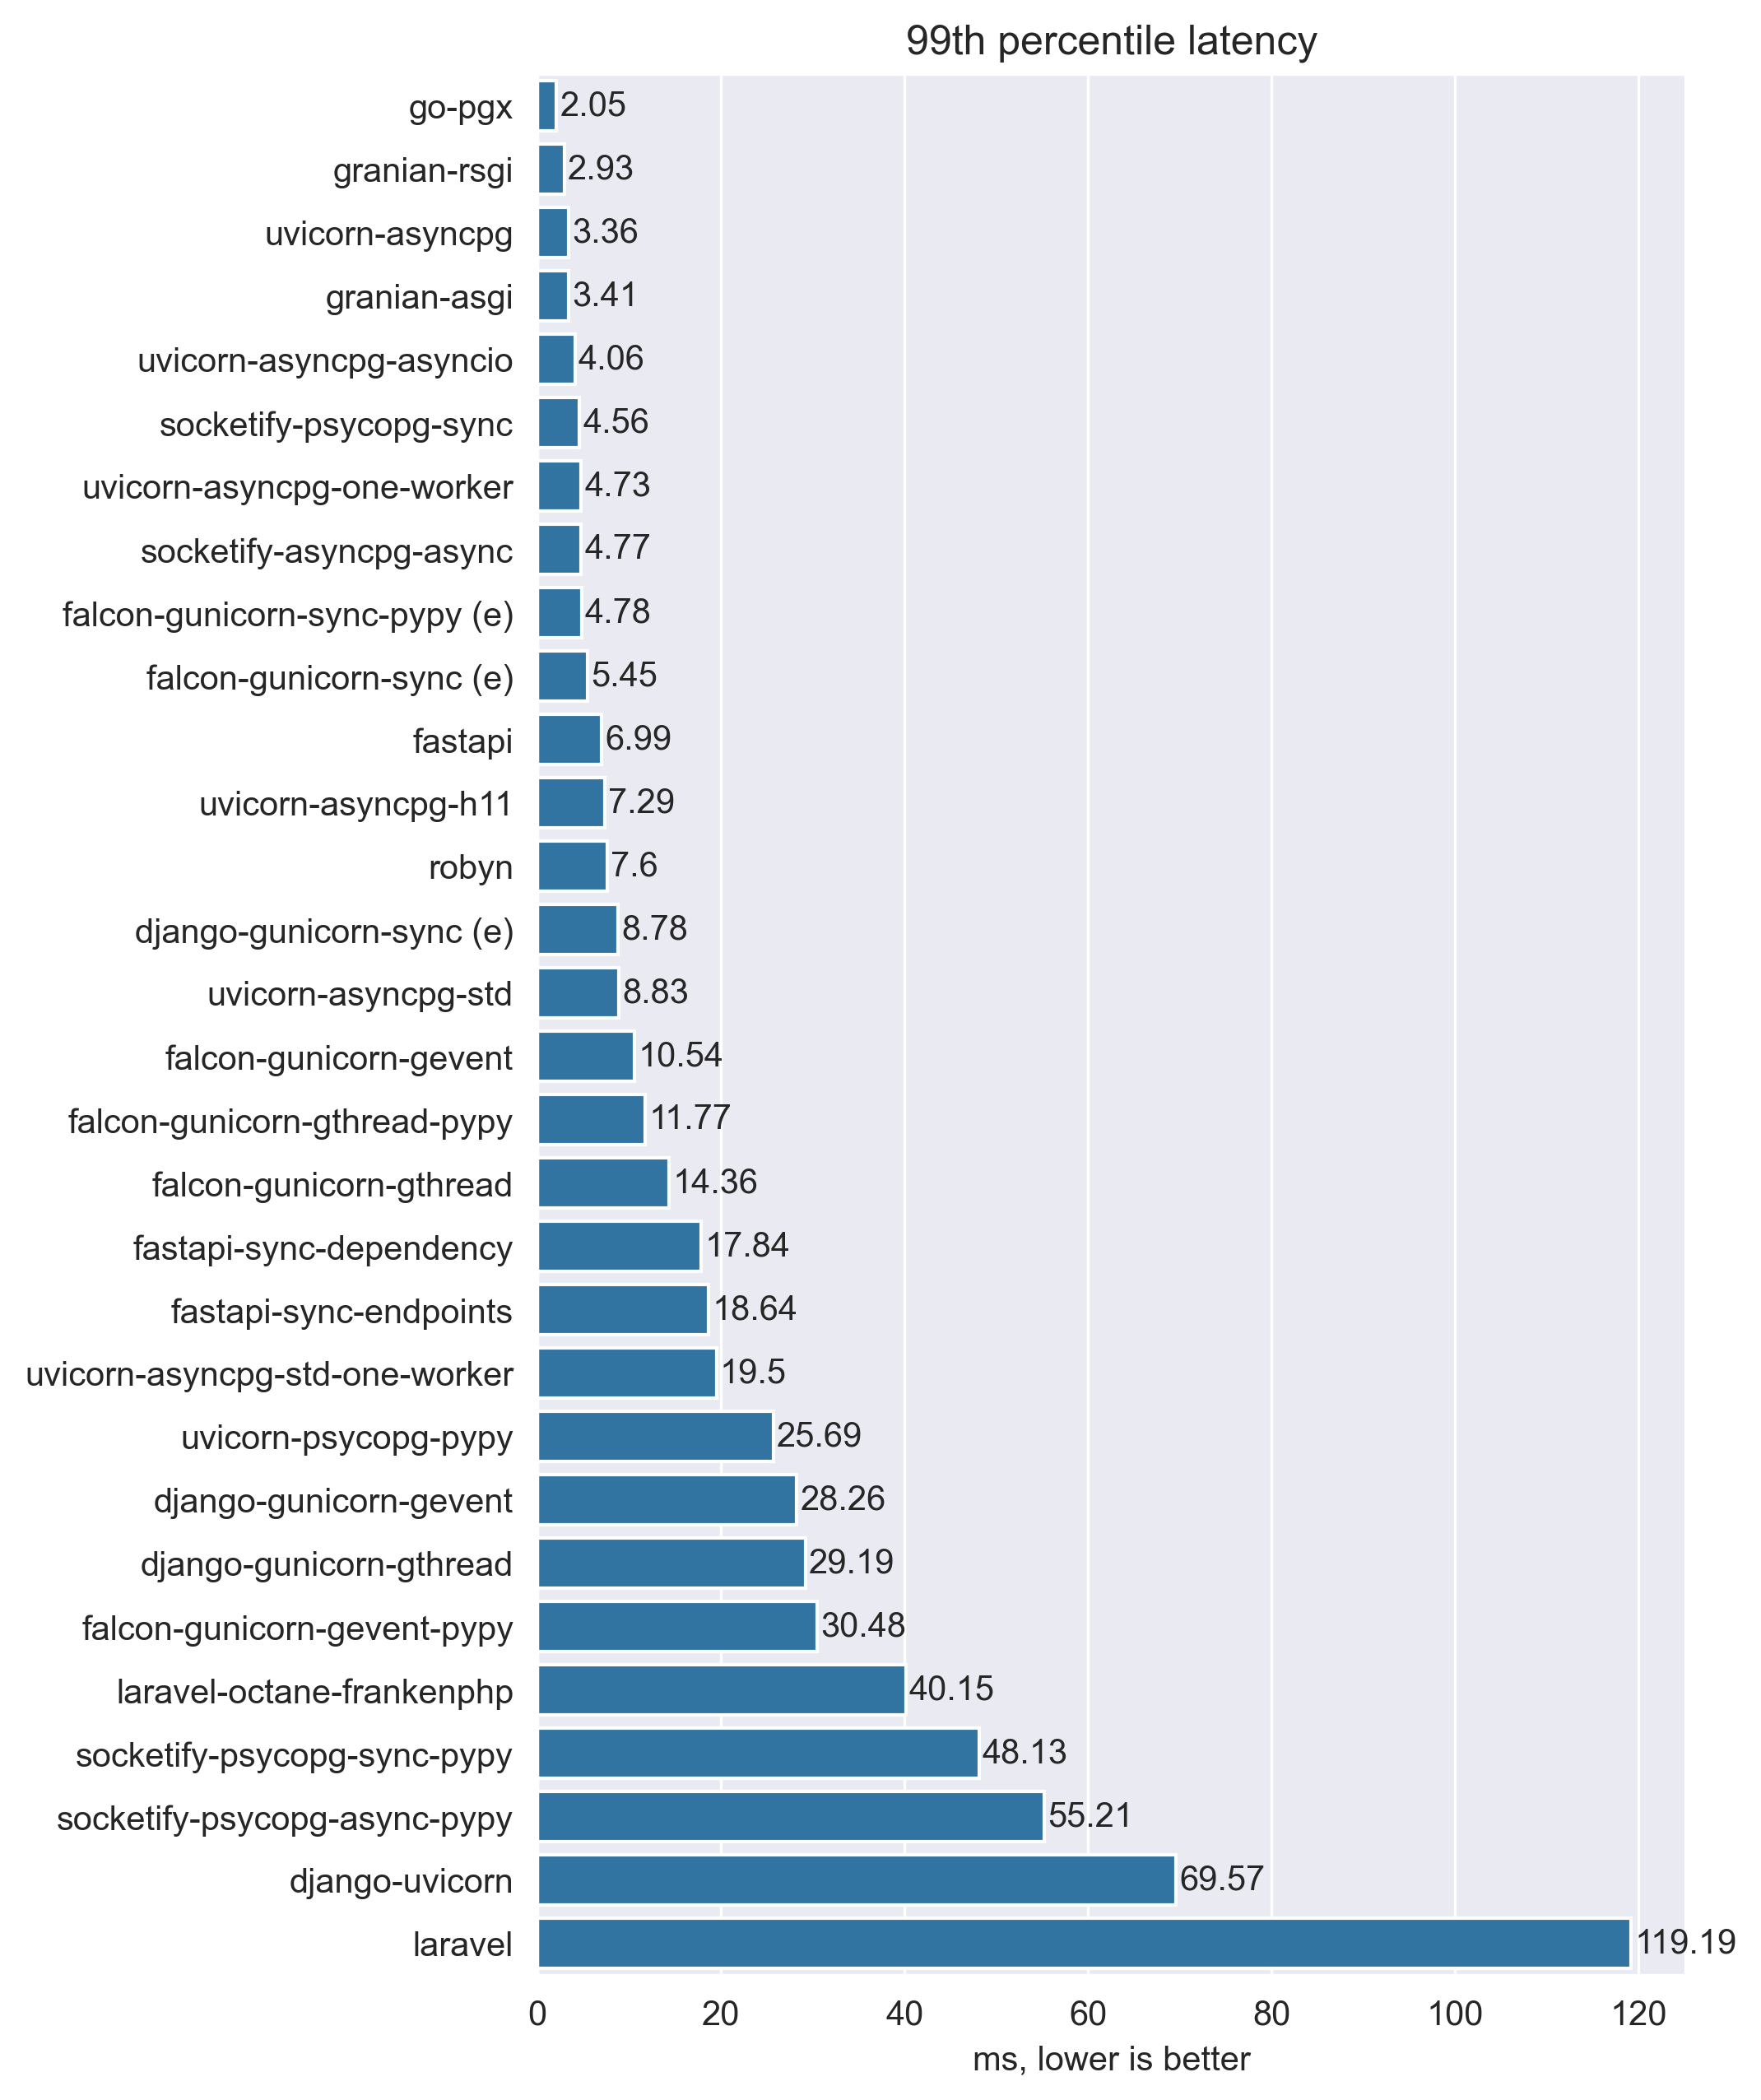 99th percentile latency
go-pgx 2.05
granian-rsgi 2.93
uvicorn-asyncpg 3.36
granian-asgi 3.41
uvicorn-asyncpg-asyncio 4.06
socketify-psycopg-sync 4.56
uvicorn-asyncpg-one-worker 4.73
socketify-asyncpg-async 4.77
falcon-gunicorn-sync-pypy (e) 4.78
falcon-gunicorn-sync (e) 5.45
fastapi 6.99
uvicorn-asyncpg-h11 7.29
robyn 7.6
django-gunicorn-sync (e) 8.78
uvicorn-asyncpg-std 8.83
falcon-gunicorn-gevent 10.54
falcon-gunicorn-gthread-pypy 11.77
falcon-gunicorn-gthread 14.36
fastapi-sync-dependency 17.84
fastapi-sync-endpoints 18.64
uvicorn-asyncpg-std-one-worker 19.5
uvicorn-psycopg-pypy 25.69
django-gunicorn-gevent 28.26
django-gunicorn-gthread 29.19
falcon-gunicorn-gevent-pypy 30.48
laravel-octane-frankenphp 40.15
socketify-psycopg-sync-pypy 48.13
socketify-psycopg-async-pypy 55.21
django-uvicorn 69.57
laravel 119.19
0 20 40 60 80 100 120
ms, lower is better